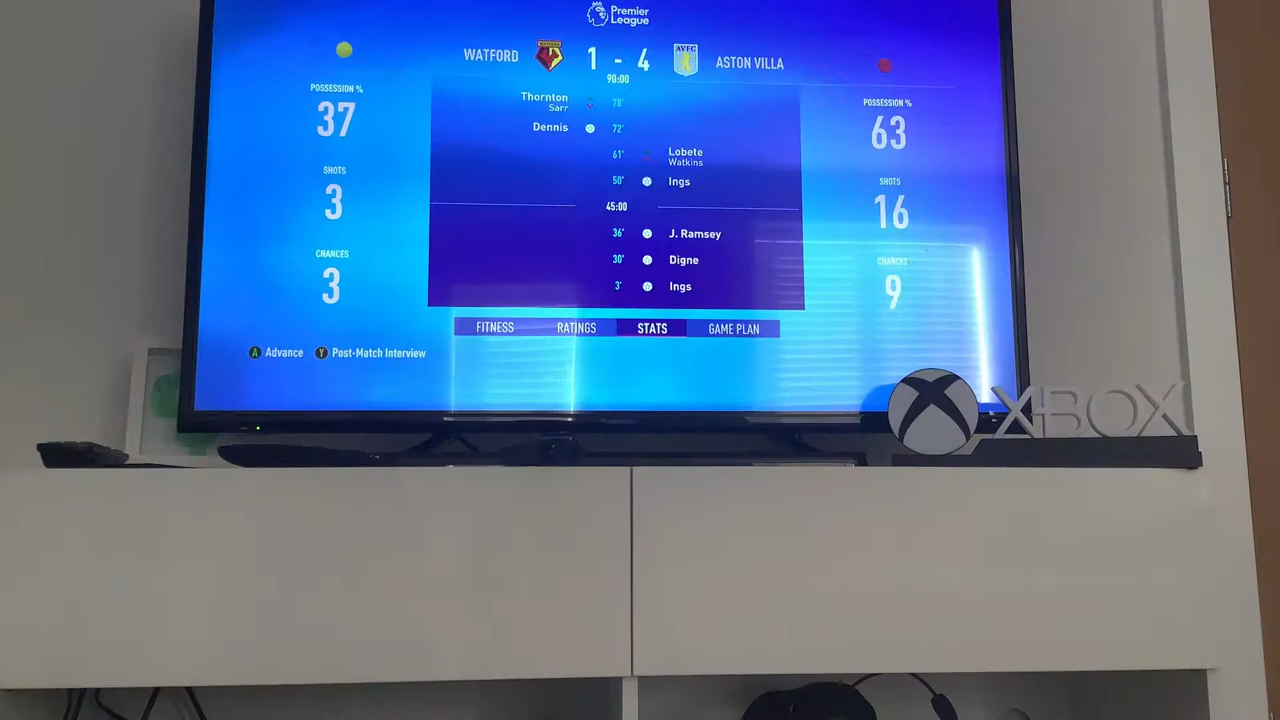 Premier
League
WATFORD 1 - 4 ASTON VILLA
WATFORD
AVFC
90:00
POSSESSION %
37
SHOTS
3
CHANCES
3
Thornton 78'
Sarr
Dennis 72'
61' Lobete
Watkins
50' Ings
45:00
36' J. Ramsey
30' Digne
3' Ings
POSSESSION %
63
SHOTS
16
CHANCES
9
FITNESS RATINGS STATS GAME PLAN
A Advance Y Post-Match Interview
XBOX